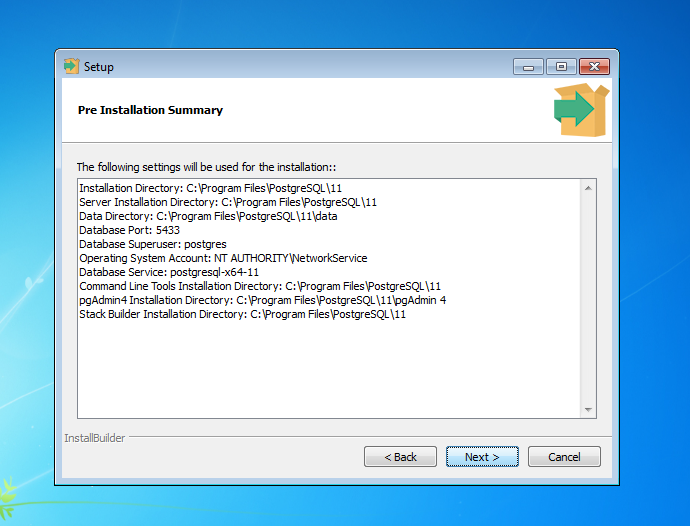 Setup
Pre Installation Summary
The following settings will be used for the installation::
Installation Directory: C:\Program Files\PostgreSQL\11
Server Installation Directory: C:\Program Files\PostgreSQL\11
Data Directory: C:\Program Files\PostgreSQL\11\data
Database Port: 5433
Database Superuser: postgres
Operating System Account: NT AUTHORITY\NetworkService
Database Service: postgresql-x64-11
Command Line Tools Installation Directory: C:\Program Files\PostgreSQL\11
pgAdmin4 Installation Directory: C:\Program Files\PostgreSQL\11\pgAdmin 4
Stack Builder Installation Directory: C:\Program Files\PostgreSQL\11
InstallBuilder
< Back Next > Cancel